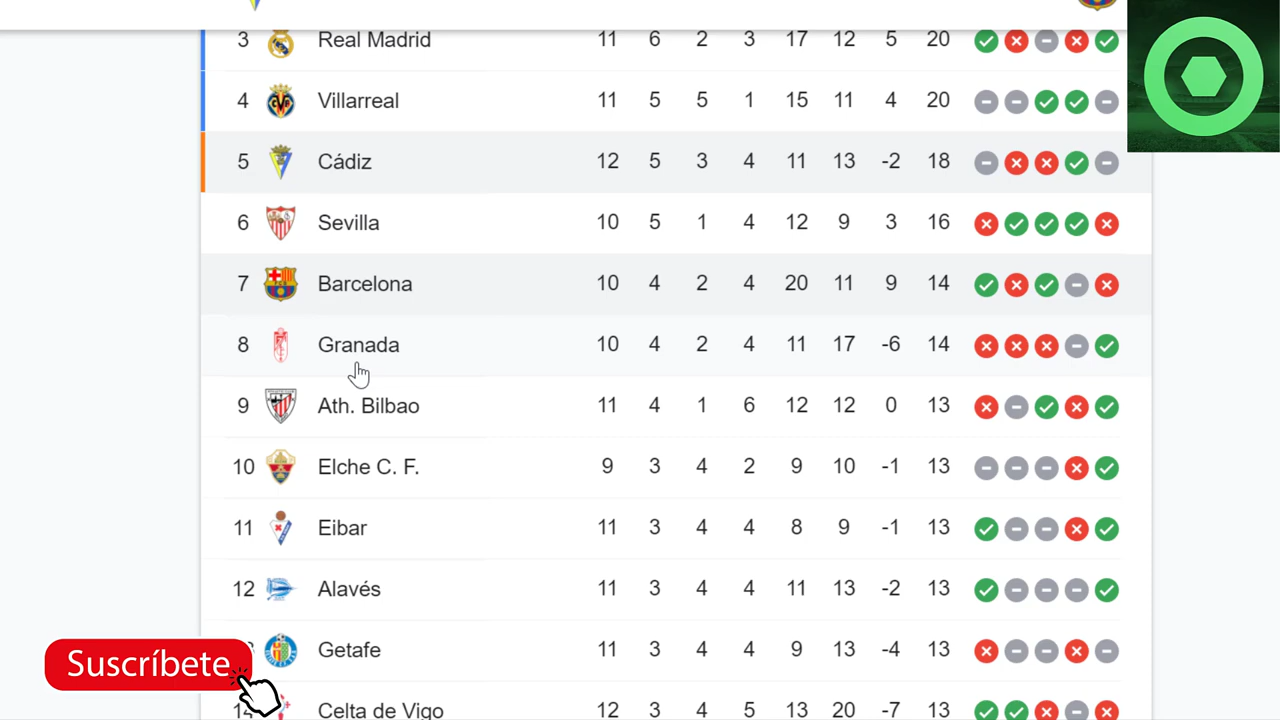 3 Real Madrid 11 6 2 3 17 12 5 20
4 Villarreal 11 5 5 1 15 11 4 20
5 Cádiz 12 5 3 4 11 13 -2 18
6 Sevilla 10 5 1 4 12 9 3 16
7 Barcelona 10 4 2 4 20 11 9 14
8 Granada 10 4 2 4 11 17 -6 14
9 Ath. Bilbao 11 4 1 6 12 12 0 13
10 Elche C. F. 9 3 4 2 9 10 -1 13
11 Eibar 11 3 4 4 8 9 -1 13
12 Alavés 11 3 4 4 11 13 -2 13
Getafe 11 3 4 4 9 13 -4 13
Suscríbete
Celta de Vigo 12 3 4 5 13 20 -7 13